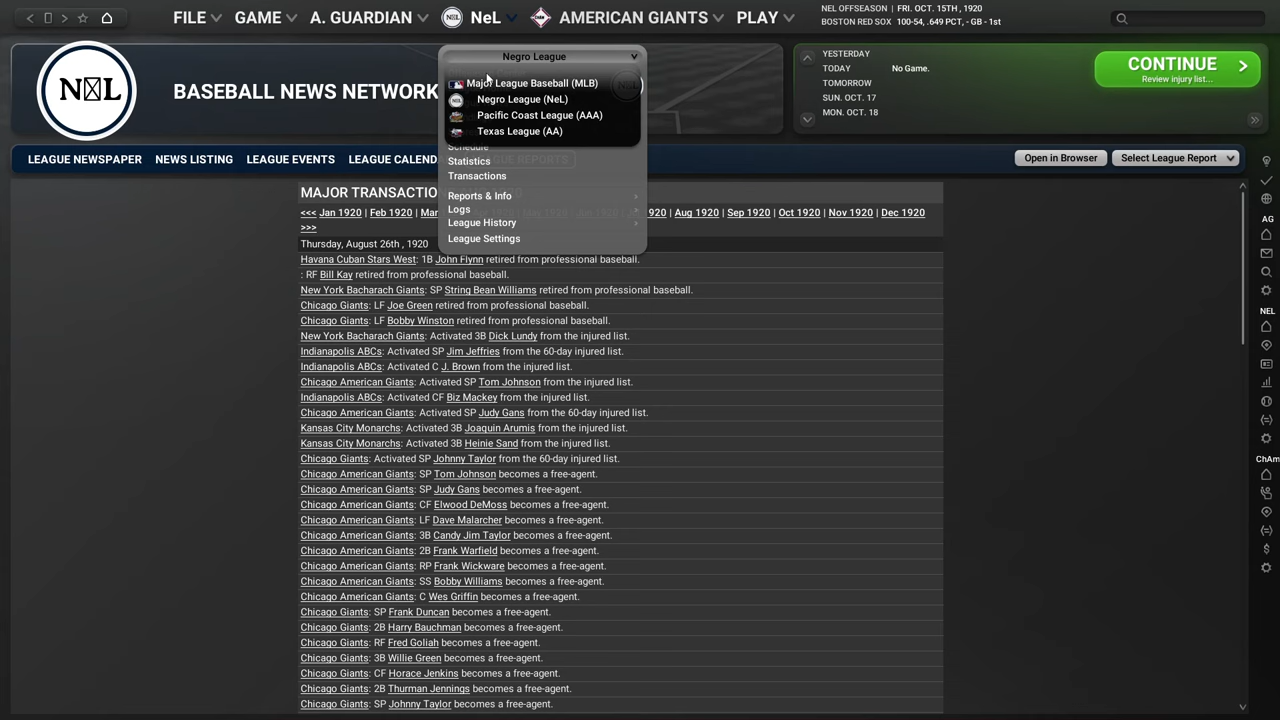 FILE GAME A. GUARDIAN NeL AMERICAN GIANTS PLAY
NEL OFFSEASON | FRI. OCT. 15TH , 1920
BOSTON RED SOX 100-54, .649 PCT, - GB - 1st
BASEBALL NEWS NETWORK
Negro League
Major League Baseball (MLB)
Negro League (NeL)
Pacific Coast League (AAA)
Texas League (AA)
Schedule
Statistics
Transactions
Reports & Info
Logs
League History
League Settings
YESTERDAY
TODAY No Game.
TOMORROW
SUN. OCT. 17
MON. OCT. 18
CONTINUE
Review injury list...
LEAGUE NEWSPAPER NEWS LISTING LEAGUE EVENTS LEAGUE CALENDA
Open in Browser Select League Report
MAJOR TRANSACTIO
<<< Jan 1920 | Feb 1920 | Mar 1920 | Aug 1920 | Sep 1920 | Oct 1920 | Nov 1920 | Dec 1920
>>>
Thursday, August 26th , 1920
Havana Cuban Stars West: 1B John Flynn retired from professional baseball.
: RF Bill Kay retired from professional baseball.
New York Bacharach Giants: SP String Bean Williams retired from professional baseball.
Chicago Giants: LF Joe Green retired from professional baseball.
Chicago Giants: LF Bobby Winston retired from professional baseball.
New York Bacharach Giants: Activated 3B Dick Lundy from the injured list.
Indianapolis ABCs: Activated SP Jim Jeffries from the 60-day injured list.
Indianapolis ABCs: Activated C J. Brown from the injured list.
Chicago American Giants: Activated SP Tom Johnson from the injured list.
Indianapolis ABCs: Activated CF Biz Mackey from the injured list.
Chicago American Giants: Activated SP Judy Gans from the 60-day injured list.
Kansas City Monarchs: Activated 3B Joaquin Arumis from the injured list.
Kansas City Monarchs: Activated 3B Heinie Sand from the injured list.
Chicago Giants: Activated SP Johnny Taylor from the 60-day injured list.
Chicago American Giants: SP Tom Johnson becomes a free-agent.
Chicago American Giants: SP Judy Gans becomes a free-agent.
Chicago American Giants: CF Elwood DeMoss becomes a free-agent.
Chicago American Giants: LF Dave Malarcher becomes a free-agent.
Chicago American Giants: 3B Candy Jim Taylor becomes a free-agent.
Chicago American Giants: 2B Frank Warfield becomes a free-agent.
Chicago American Giants: RP Frank Wickware becomes a free-agent.
Chicago American Giants: SS Bobby Williams becomes a free-agent.
Chicago American Giants: C Wes Griffin becomes a free-agent.
Chicago Giants: SP Frank Duncan becomes a free-agent.
Chicago Giants: 2B Harry Bauchman becomes a free-agent.
Chicago Giants: RF Fred Goliah becomes a free-agent.
Chicago Giants: 3B Willie Green becomes a free-agent.
Chicago Giants: CF Horace Jenkins becomes a free-agent.
Chicago Giants: 2B Thurman Jennings becomes a free-agent.
Chicago Giants: SP Johnny Taylor becomes a free-agent.
AG
NEL
ChAm